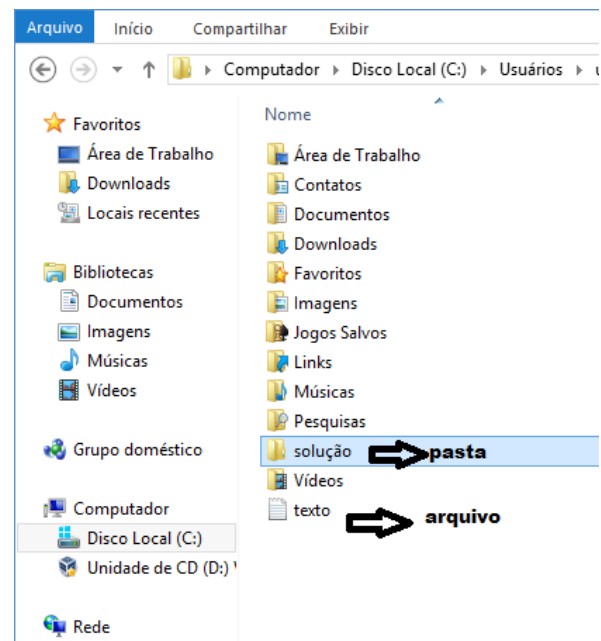 Arquivo Início Compartilhar Exibir
Computador Disco Local (C:) Usuários
Favoritos
Área de Trabalho
Downloads
Locais recentes
Bibliotecas
Documentos
Imagens
Músicas
Vídeos
Grupo doméstico
Computador
Disco Local (C:)
Unidade de CD (D:)
Rede
Nome
Área de Trabalho
Contatos
Documentos
Downloads
Favoritos
Imagens
Jogos Salvos
Links
Músicas
Pesquisas
solução pasta
Vídeos
texto arquivo